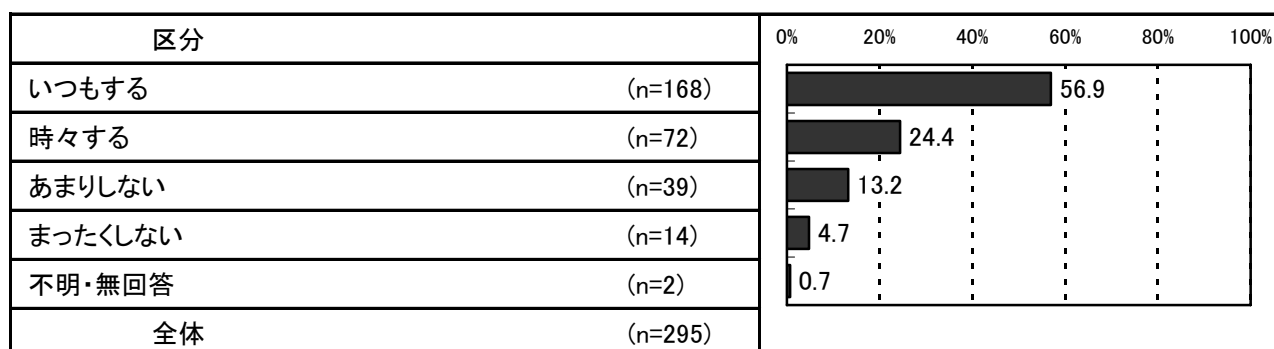 区分 0% 20% 40% 60% 80% 100%
いつもする (n=168) 56.9
時々する (n=72) 24.4
あまりしない (n=39) 13.2
まったくしない (n=14) 4.7
不明・無回答 (n=2) 0.7
全体 (n=295)